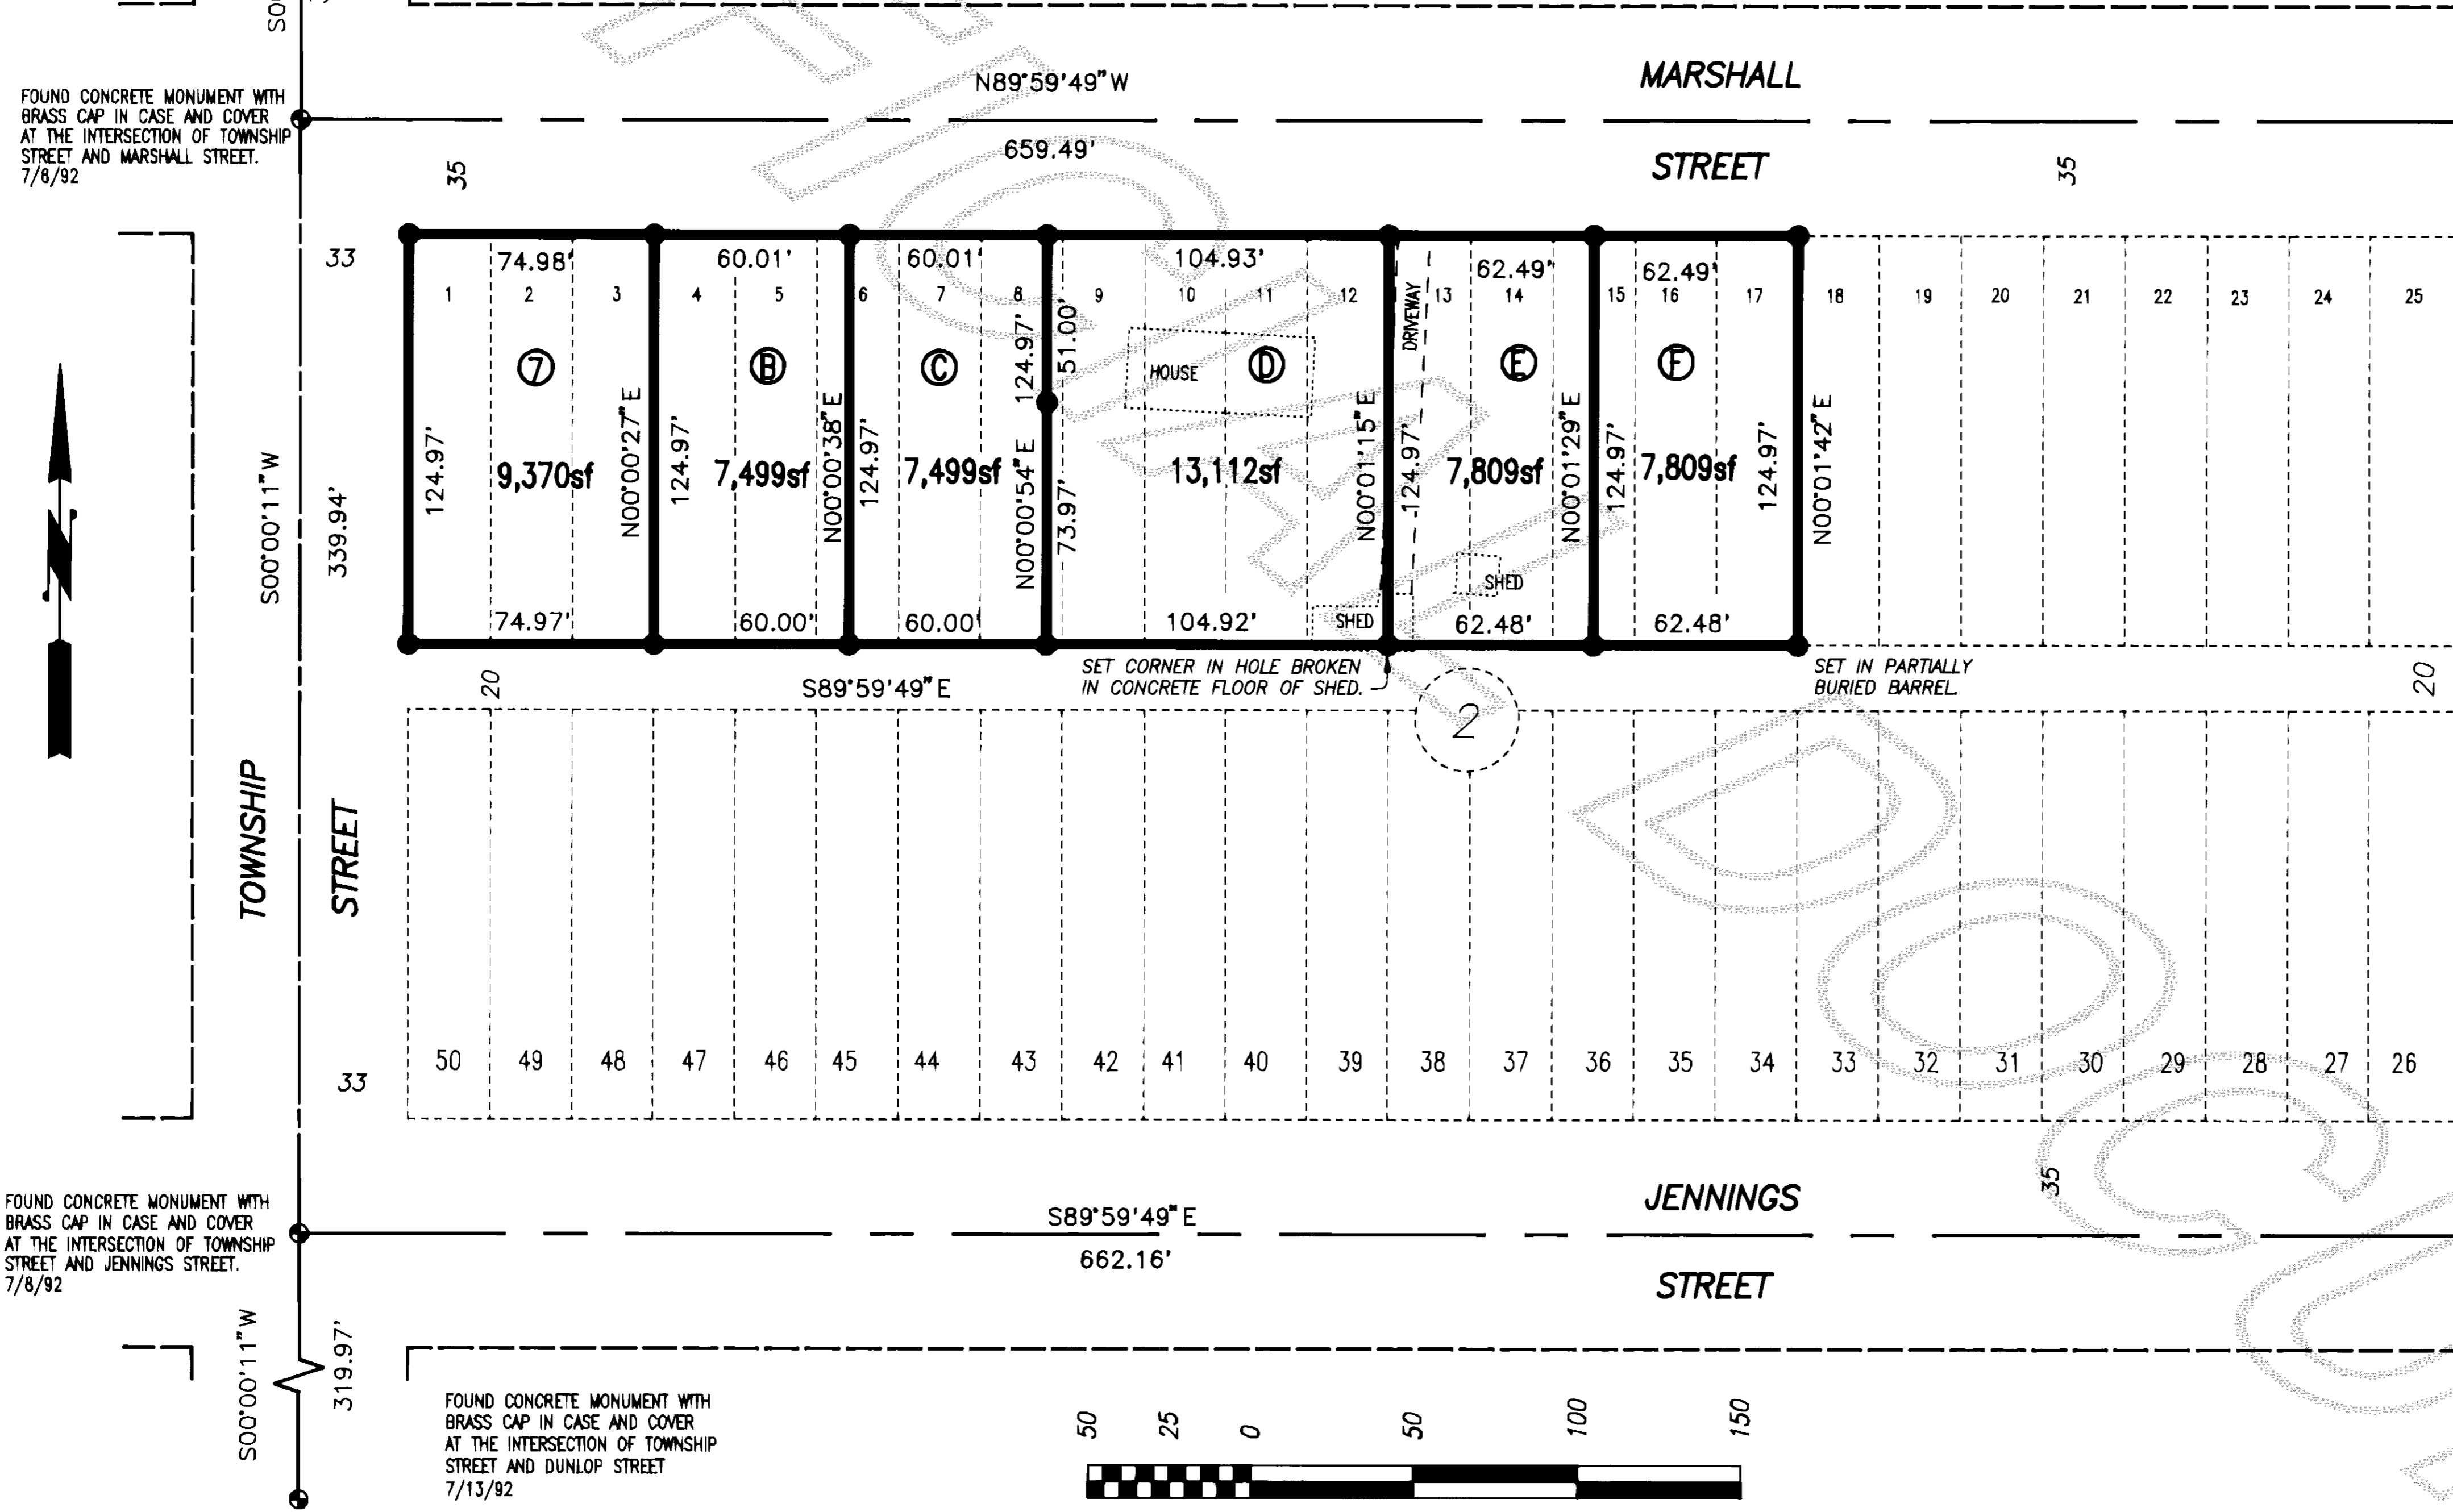 S0
N89°59'49"W
MARSHALL
FOUND CONCRETE MONUMENT WITH
BRASS CAP IN CASE AND COVER
AT THE INTERSECTION OF TOWNSHIP
STREET AND MARSHALL STREET.
7/8/92
35
659.49'
STREET
35
33
74.98'
60.01'
60.01'
104.93'
62.49'
62.49'
1 2 3 4 5 6 7 8 9 10 11 12 13 14 15 16 17 18 19 20 21 22 23 24 25
DRIVEWAY
124.97'
51.00'
7 B C HOUSE D E F
124.97'
9,370sf
N00°00'27"E
124.97'
7,499sf
N00°00'38"E
124.97'
7,499sf
N00°00'54"E
73.97'
13,112sf
N00°01'15"E
124.97'
7,809sf
N00°01'29"E
124.97'
7,809sf
124.97'
N00°01'42"E
S00°00'11"W
339.94'
SHED
SHED
74.97'
60.00'
60.00'
104.92'
62.48'
62.48'
20
S89°59'49"E
SET CORNER IN HOLE BROKEN
IN CONCRETE FLOOR OF SHED.
SET IN PARTIALLY
BURIED BARREL.
20
2
TOWNSHIP
STREET
50 49 48 47 46 45 44 43 42 41 40 39 38 37 36 35 34 33 32 31 30 29 28 27 26
33
FOUND CONCRETE MONUMENT WITH
BRASS CAP IN CASE AND COVER
AT THE INTERSECTION OF TOWNSHIP
STREET AND JENNINGS STREET.
7/8/92
S89°59'49"E
662.16'
JENNINGS
STREET
35
S00°00'11"W
319.97'
FOUND CONCRETE MONUMENT WITH
BRASS CAP IN CASE AND COVER
AT THE INTERSECTION OF TOWNSHIP
STREET AND DUNLOP STREET
7/13/92
50 25 0 50 100 150